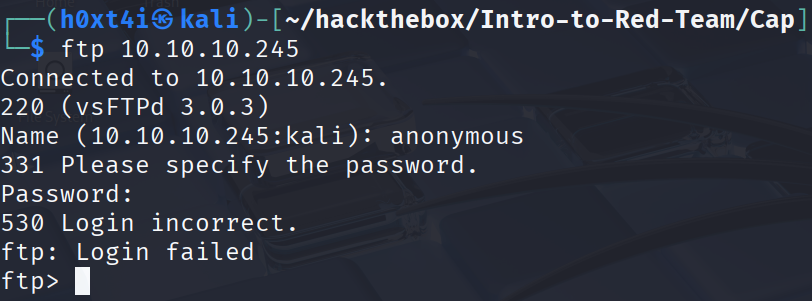 ┌──(h0xt4i㉿kali)-[~/hackthebox/Intro-to-Red-Team/Cap]
└─$ ftp 10.10.10.245
Connected to 10.10.10.245.
220 (vsFTPd 3.0.3)
Name (10.10.10.245:kali): anonymous
331 Please specify the password.
Password:
530 Login incorrect.
ftp: Login failed
ftp>